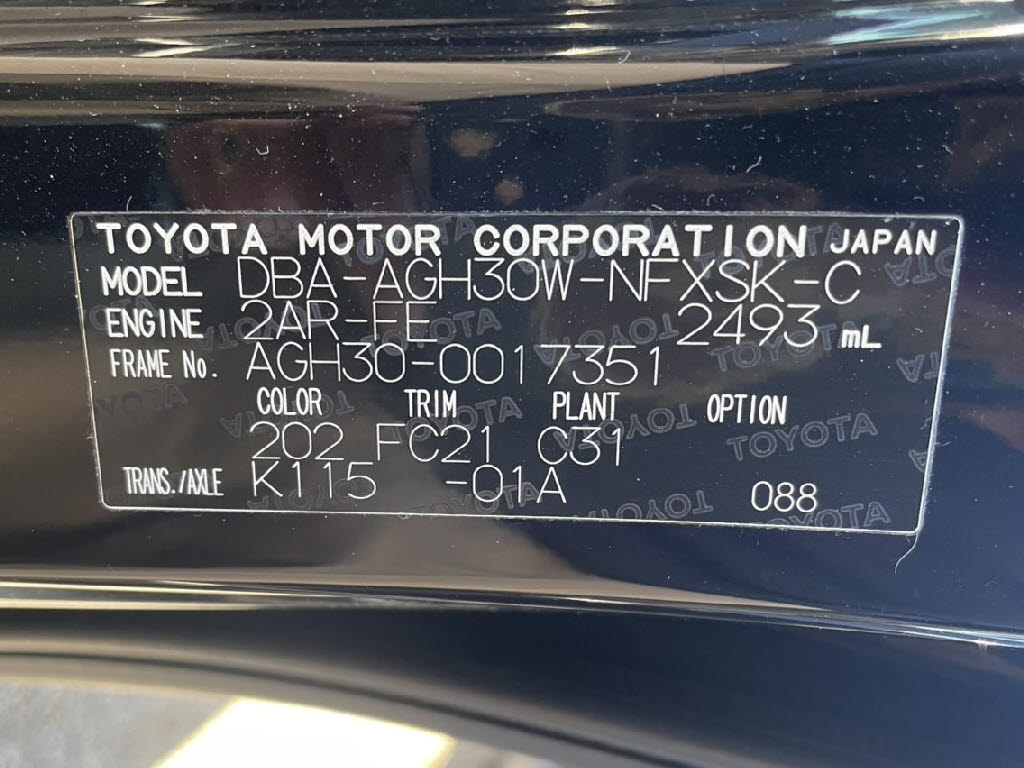 TOYOTA MOTOR CORPORATION JAPAN
MODEL DBA-AGH30W-NFXSK-C
ENGINE 2AR-FE 2493 mL
FRAME No. AGH30-0017351
COLOR TRIM PLANT OPTION
202 FC21 C31
TRANS./AXLE K115 -01A 088